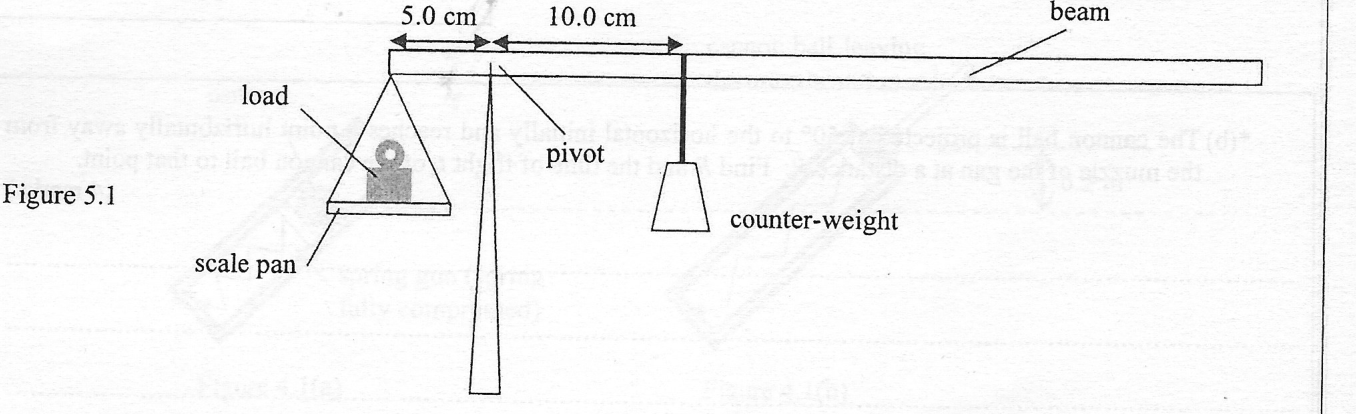 5.0 cm
10.0 cm
beam
load
pivot
Figure 5.1
counter-weight
scale pan